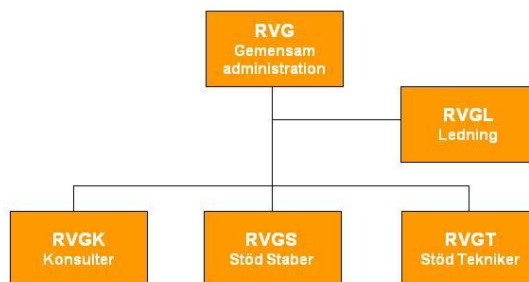 RVG
Gemensam
administration
RVGL
Ledning
RVGK
Konsulter
RVGS
Stöd Staber
RVGT
Stöd Tekniker